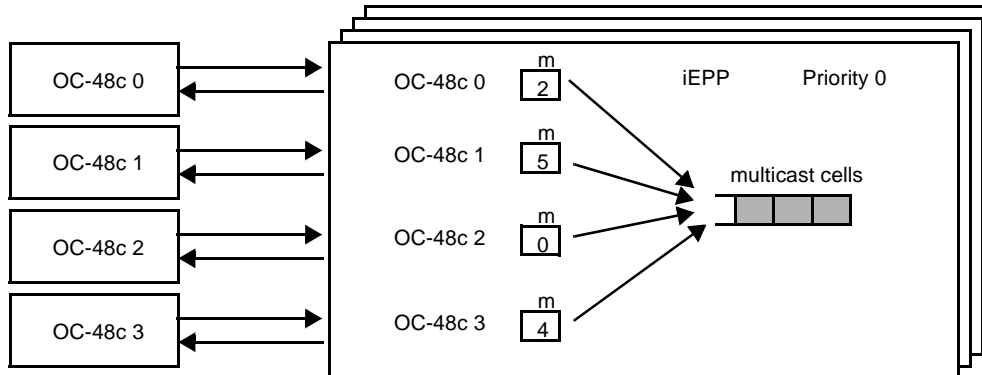 m
OC-48c 0 OC-48c 0 2 iEPP Priority 0
m
OC-48c 1 OC-48c 1 5 multicast cells
m
OC-48c 2 OC-48c 2 0
m
OC-48c 3 OC-48c 3 4